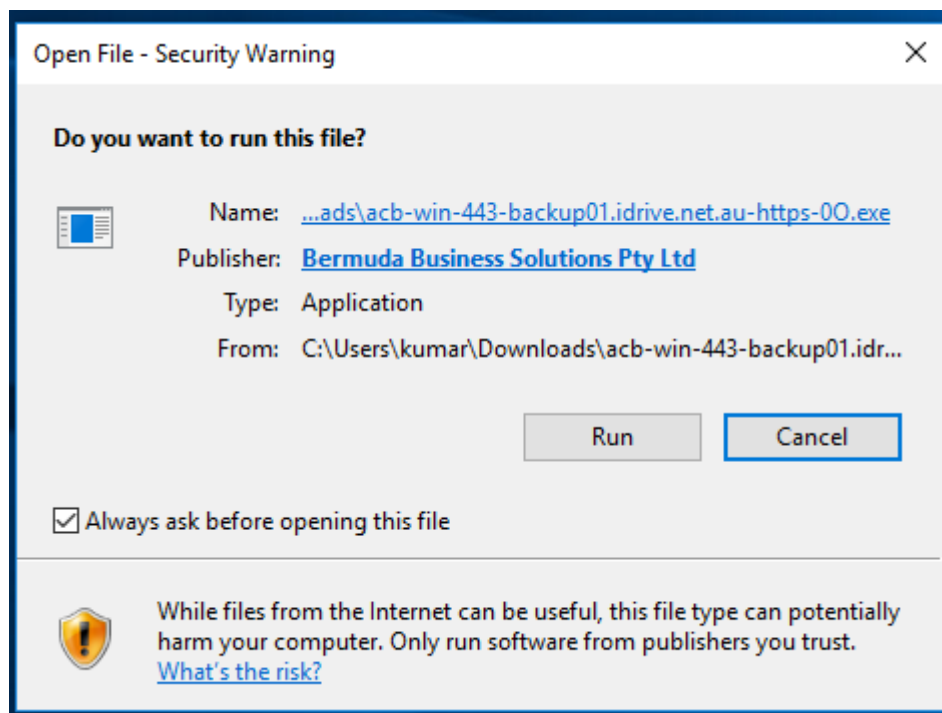 Open File - Security Warning
Do you want to run this file?
Name: ...ads\acb-win-443-backup01.idrive.net.au-https-0O.exe
Publisher: Bermuda Business Solutions Pty Ltd
Type: Application
From: C:\Users\kumar\Downloads\acb-win-443-backup01.idr...
Run Cancel
Always ask before opening this file
While files from the Internet can be useful, this file type can potentially
harm your computer. Only run software from publishers you trust.
What's the risk?